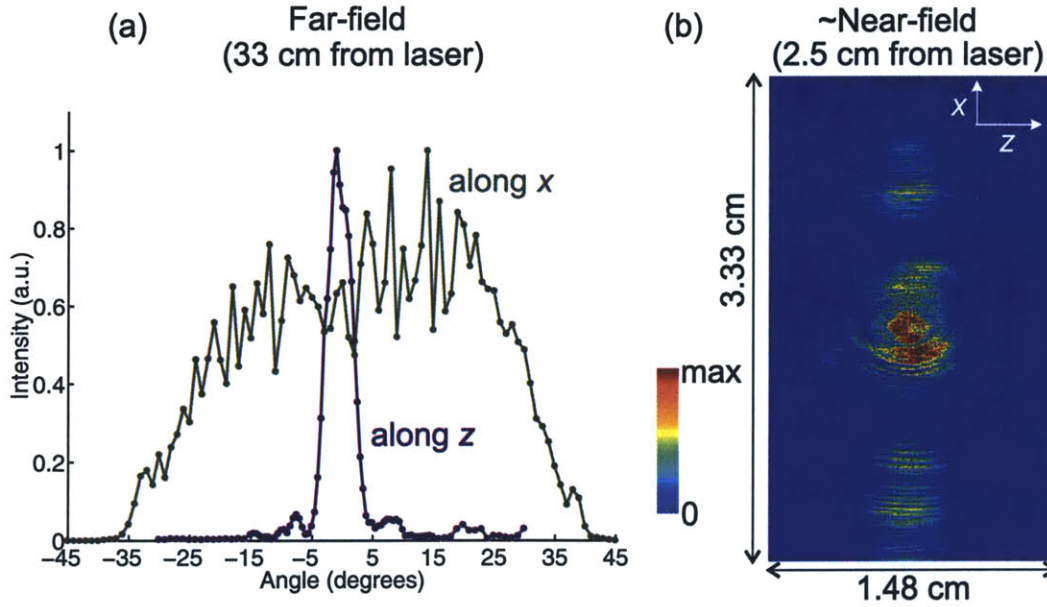 (a)
Far-field
(33 cm from laser)
Intensity (a.u.)
1
0.8
0.6
0.4
0.2
0
along x
along z
−45
−35
−25
−15
−5
5
15
25
35
45
Angle (degrees)
(b)
~Near-field
(2.5 cm from laser)
x
z
3.33 cm
max
0
1.48 cm